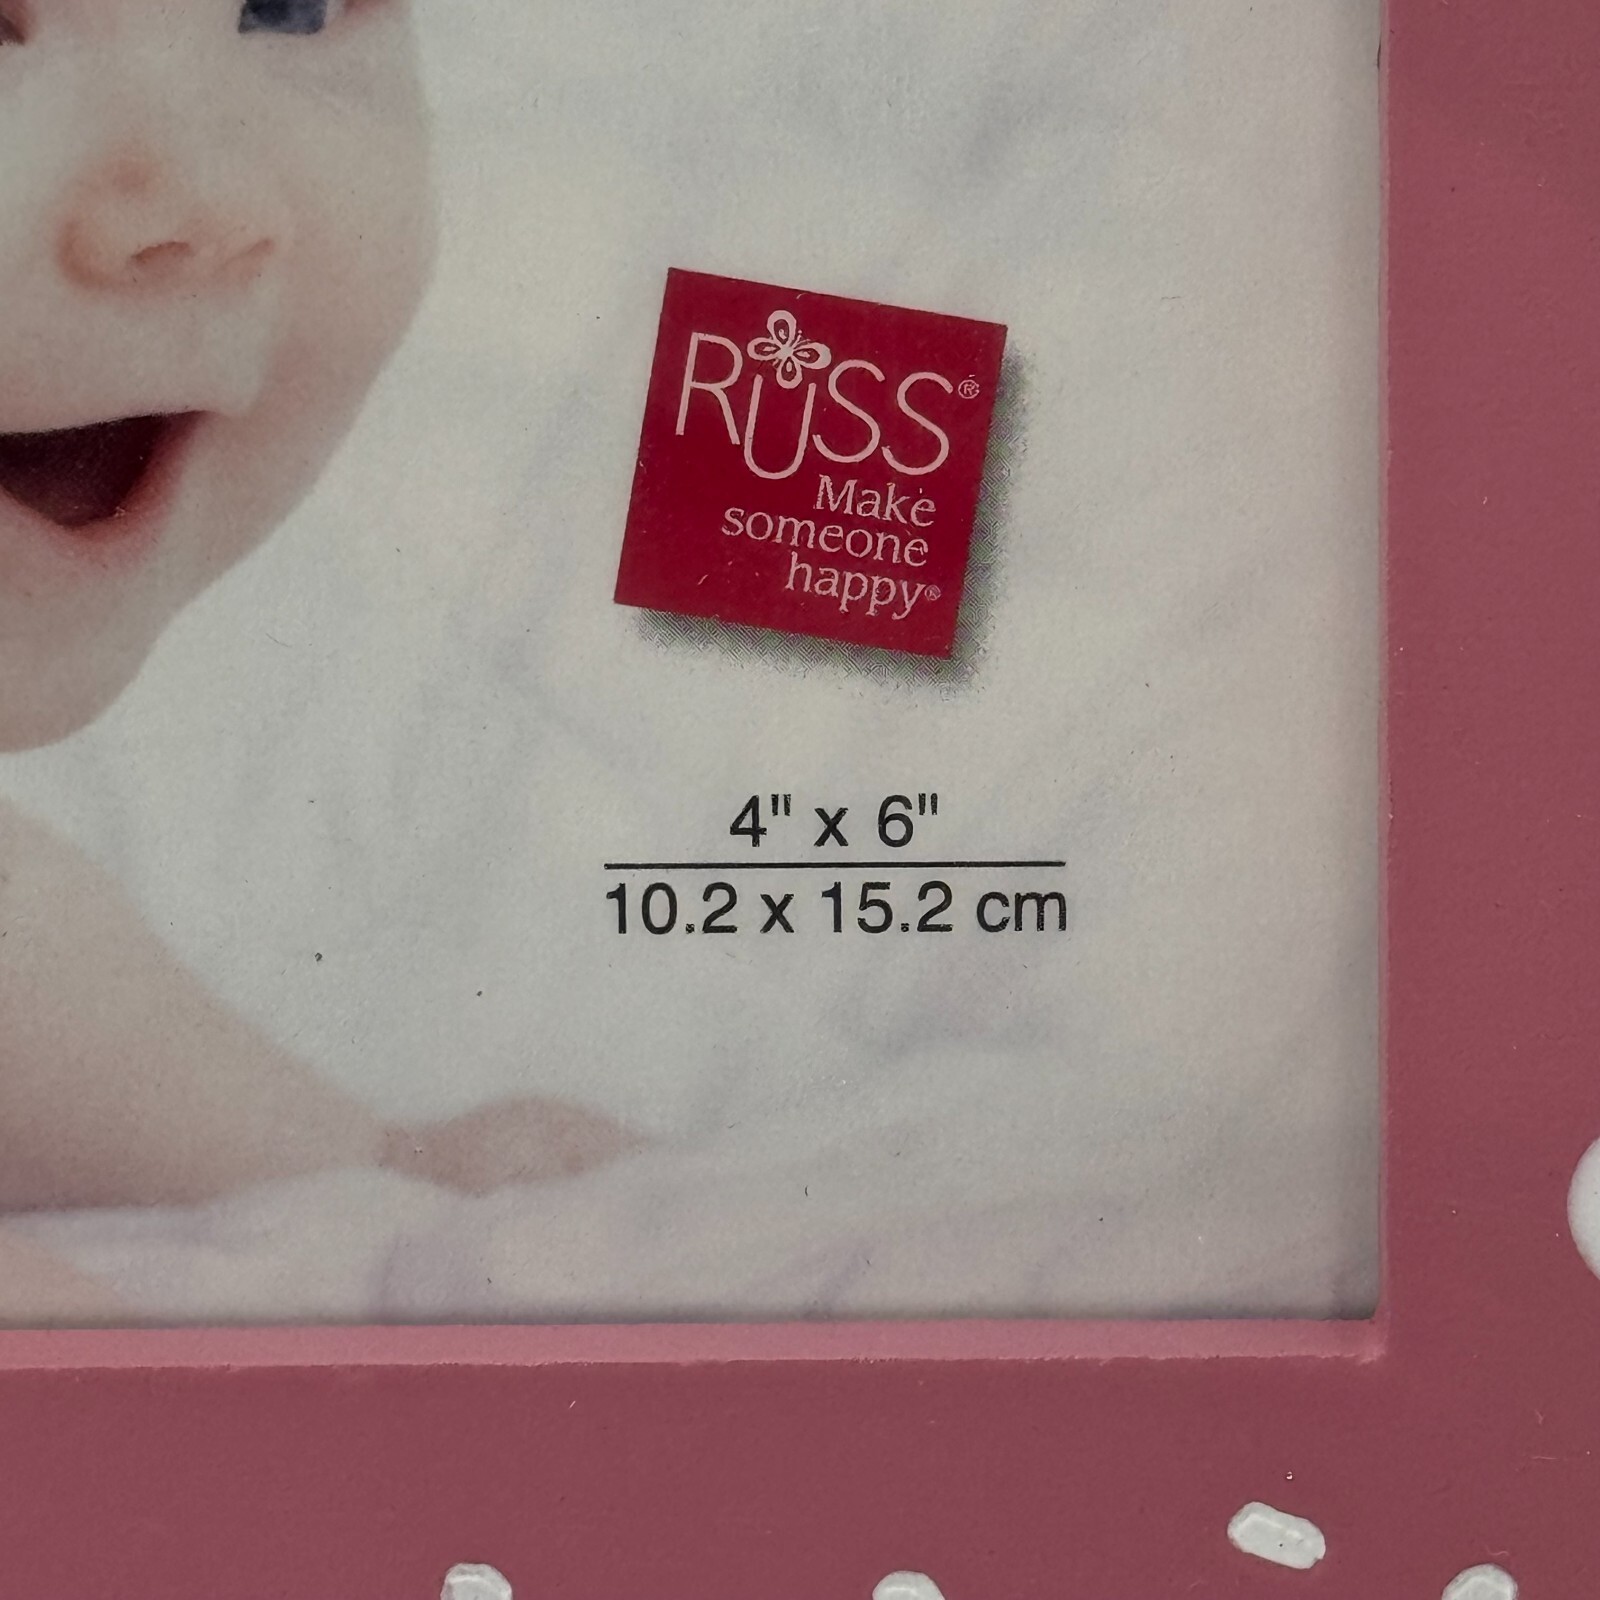 RUSS®
Make
someone
happy®
4" x 6"
10.2 x 15.2 cm